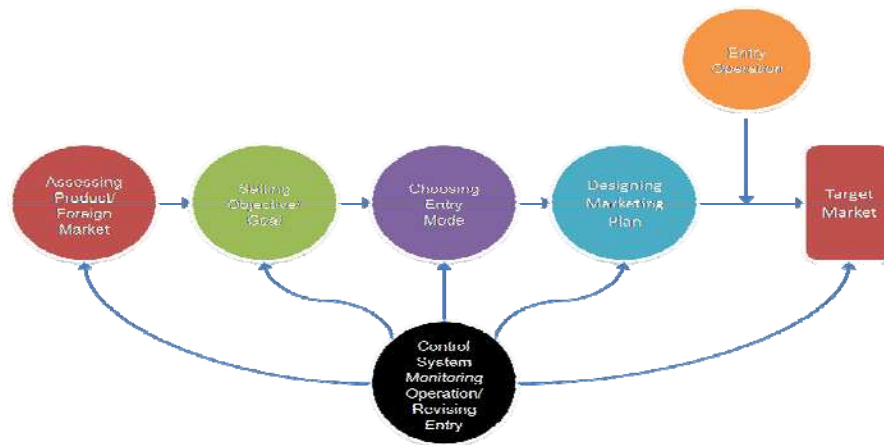 Entry
Operation
Assessing
Product/
Foreign
Market
Objective/
Goal
Choosing
Entry
Mode
Designing
Marketing
Plan
Target
Market
Control
System
Monitoring
Operation/
Revising
Entry